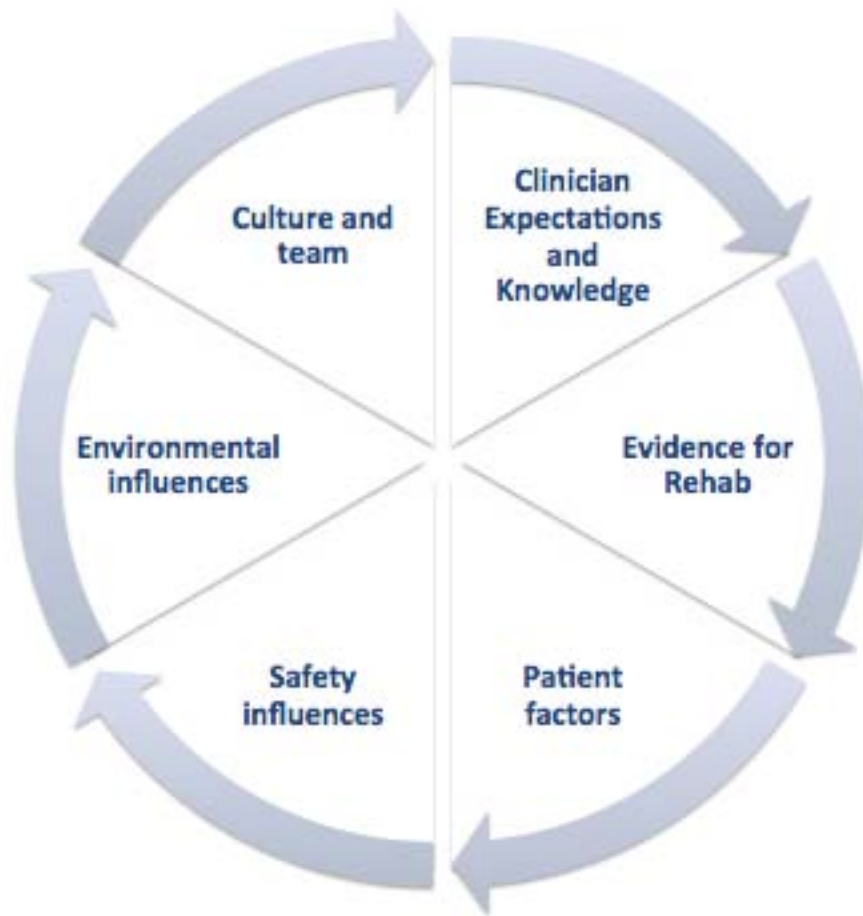 Clinician
Expectations
and
Knowledge
Evidence for
Rehab
Patient
factors
Safety
influences
Environmental
influences
Culture and
team